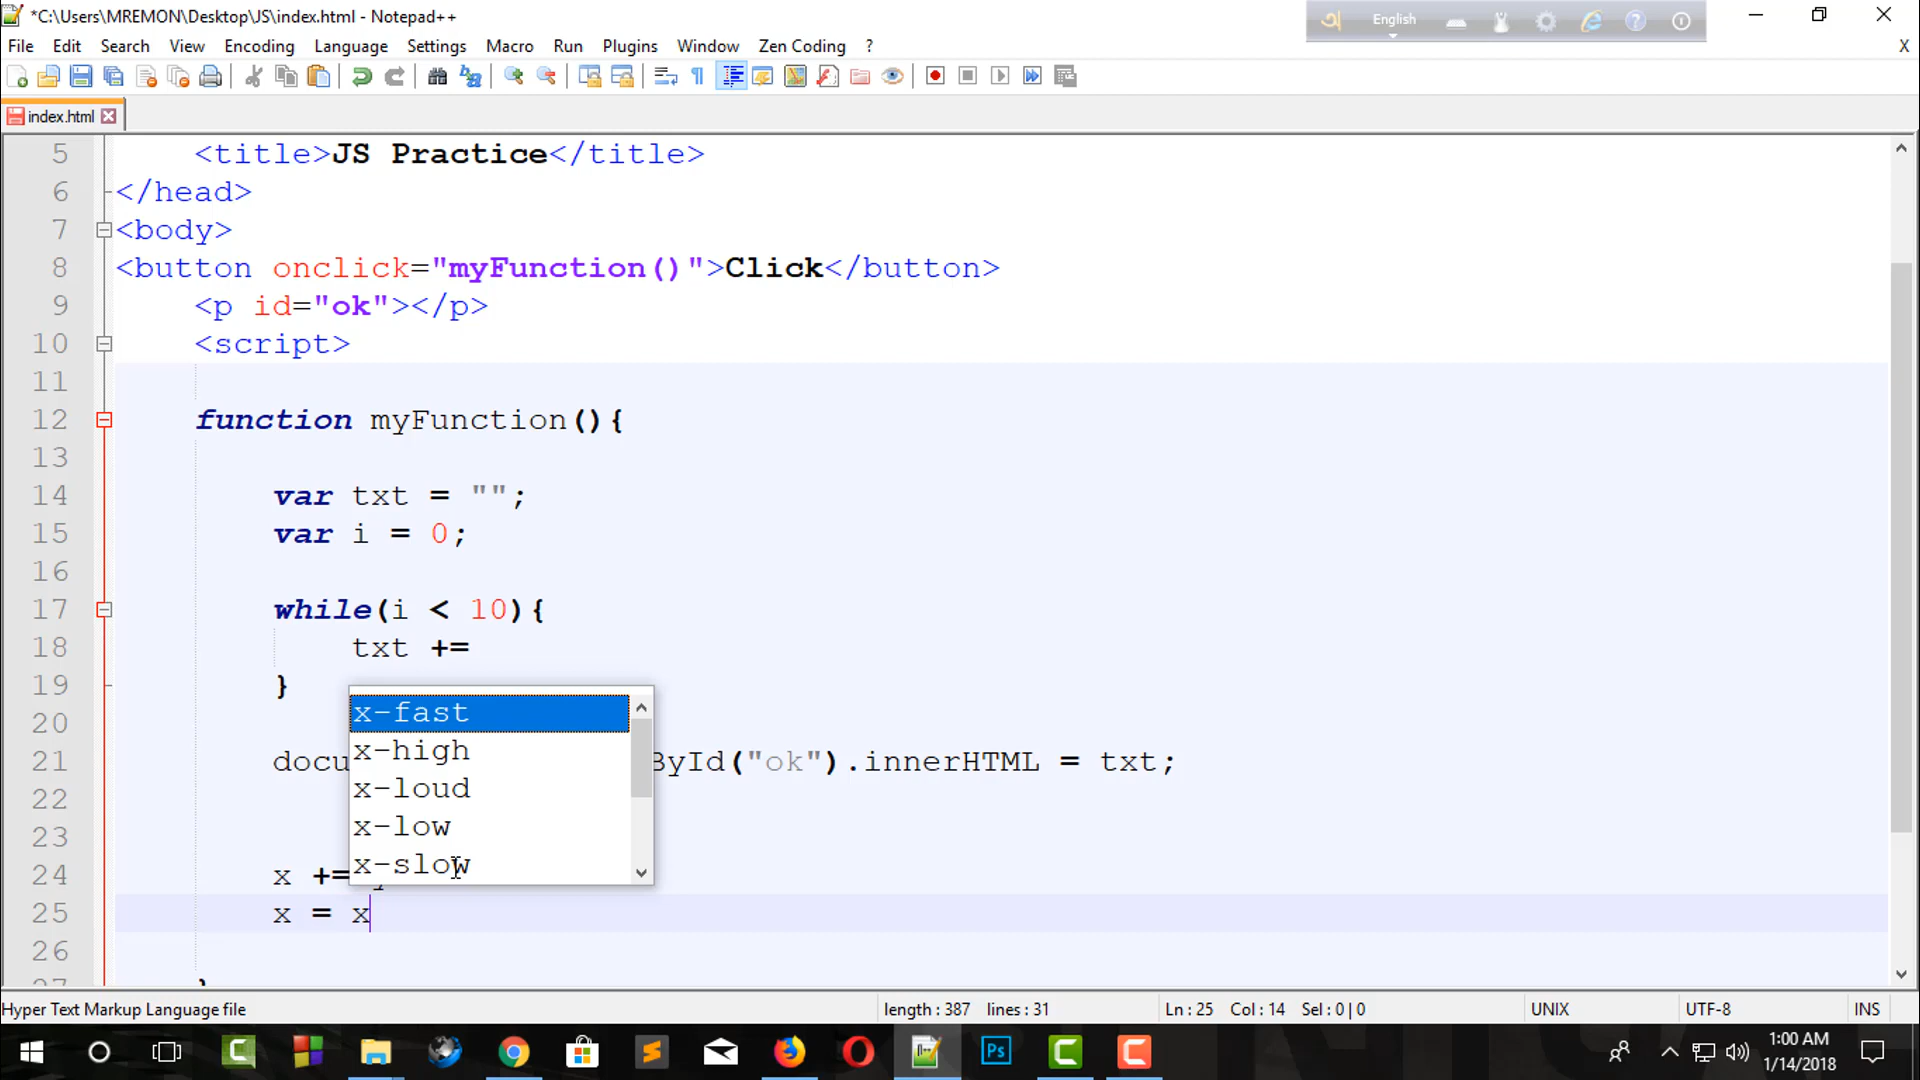 *C:\Users\MREMON\Desktop\JS\index.html - Notepad++
English
File Edit Search View Encoding Language Settings Macro Run Plugins Window Zen Coding ? X
index.html
5 <title>JS Practice</title>
6 </head>
7 <body>
8 <button onclick="myFunction()">Click</button>
9 <p id="ok"></p>
10 <script>
11
12 function myFunction(){
13
14 var txt = "";
15 var i = 0;
16
17 while(i < 10){
18 txt +=
19 }
x-fast
20
x-high
21 docu ById("ok").innerHTML = txt;
x-loud
22
x-low
23
x-slow
24 x +=
25 x = x
26
27
Hyper Text Markup Language file length : 387 lines : 31 Ln : 25 Col : 14 Sel : 0 | 0 UNIX UTF-8 INS
Ps
1:00 AM
1/14/2018